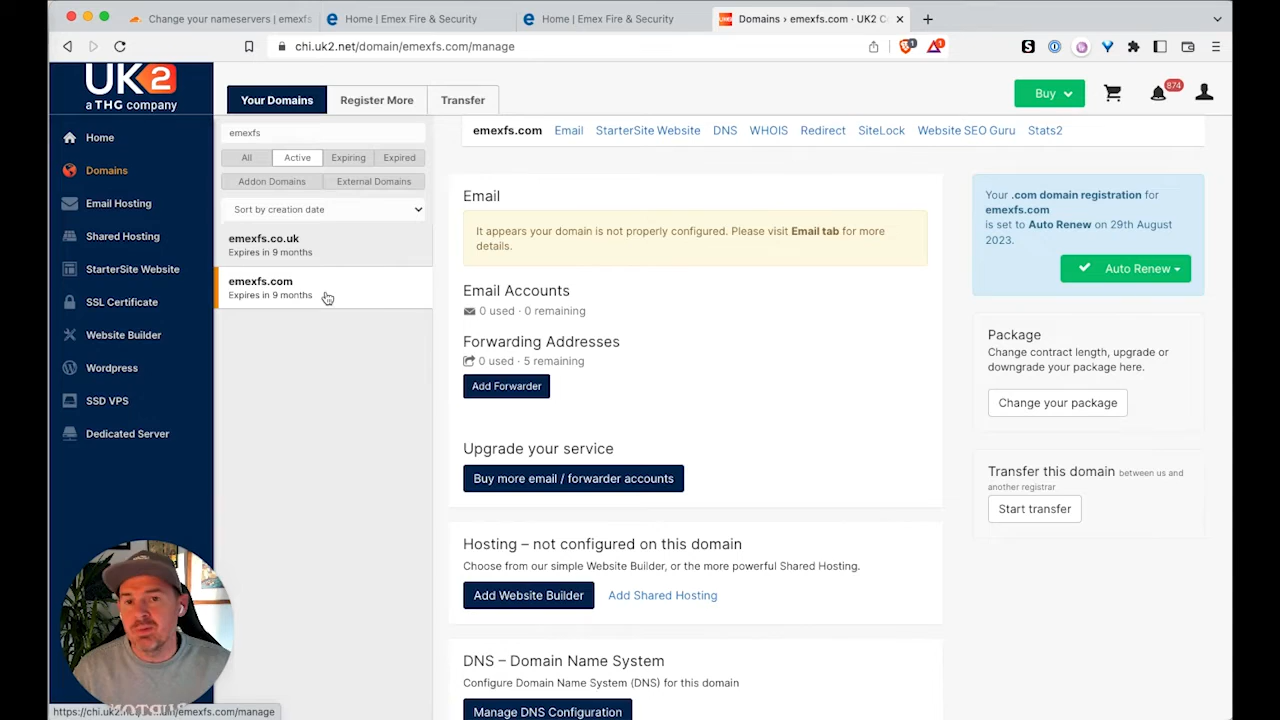 Change your nameservers | emexfs
Home | Emex Fire & Security
Home | Emex Fire & Security
Domains › emexfs.com · UK2 C
chi.uk2.net/domain/emexfs.com/manage
1
1
UK2
a THG company
Your Domains
Register More
Transfer
Buy
874
Home
Domains
Email Hosting
Shared Hosting
StarterSite Website
SSL Certificate
Website Builder
Wordpress
SSD VPS
Dedicated Server
emexfs
All
Active
Expiring
Expired
Addon Domains
External Domains
Sort by creation date
emexfs.co.uk
Expires in 9 months
emexfs.com
Expires in 9 months
emexfs.com Email StarterSite Website DNS WHOIS Redirect SiteLock Website SEO Guru Stats2
Email
It appears your domain is not properly configured. Please visit Email tab for more
details.
Email Accounts
0 used · 0 remaining
Forwarding Addresses
0 used · 5 remaining
Add Forwarder
Upgrade your service
Buy more email / forwarder accounts
Hosting – not configured on this domain
Choose from our simple Website Builder, or the more powerful Shared Hosting.
Add Website Builder
Add Shared Hosting
DNS – Domain Name System
Configure Domain Name System (DNS) for this domain
Manage DNS Configuration
Your .com domain registration for
emexfs.com
is set to Auto Renew on 29th August
2023.
Auto Renew
Package
Change contract length, upgrade or
downgrade your package here.
Change your package
Transfer this domain between us and
another registrar
Start transfer
BURTON